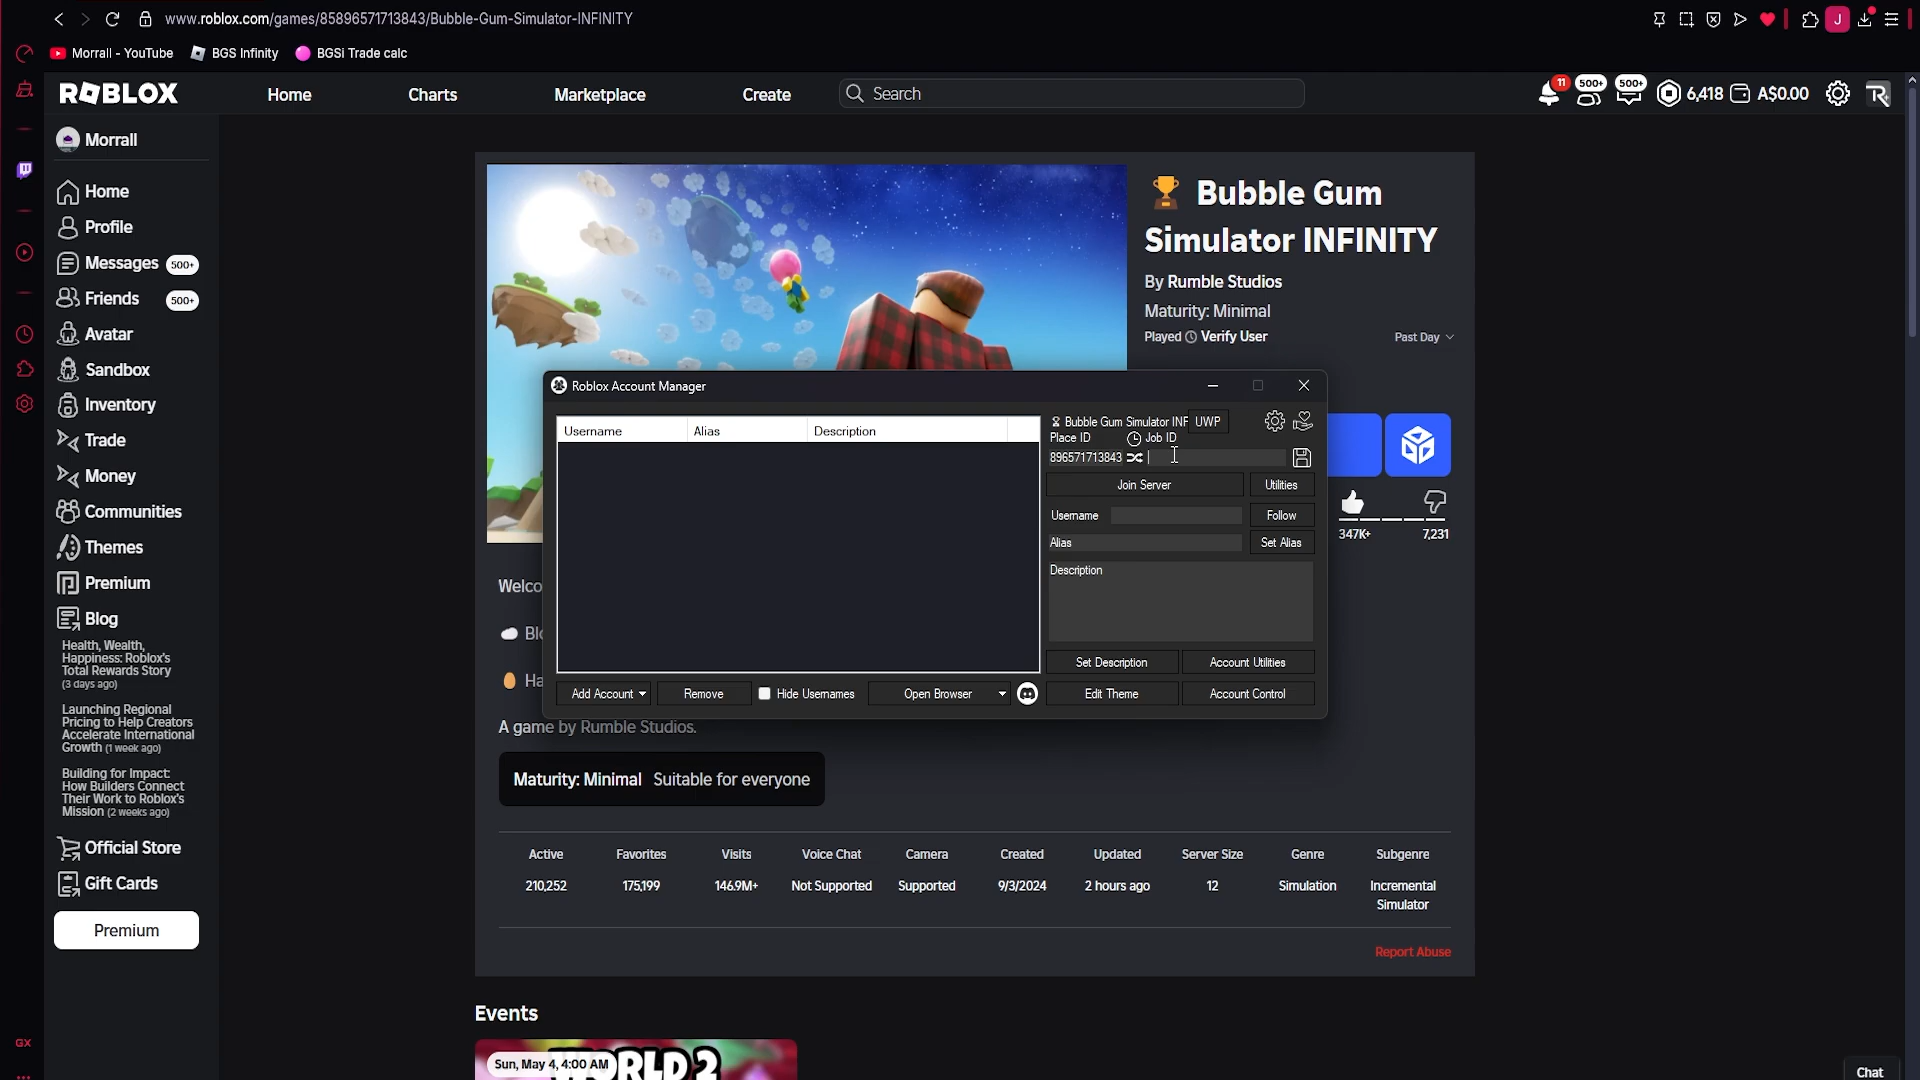 www.roblox.com/games/85896571713843/Bubble-Gum-Simulator-INFINITY
J
Morrall - YouTube
BGS Infinity
BGSi Trade calc
ROBLOX
Home
Charts
Marketplace
Create
Search
11
500+
500+
6,418
A$0.00
Morrall
Home
Profile
Messages 500+
Friends 500+
Avatar
Sandbox
Inventory
Trade
Money
Communities
Themes
Premium
Blog
Health, Wealth,
Happiness: Roblox's
Total Rewards Story
(3 days ago)
Launching Regional
Pricing to Help Creators
Accelerate International
Growth (1 week ago)
Building for Impact:
How Builders Connect
Their Work to Roblox's
Mission (2 weeks ago)
Official Store
Gift Cards
Premium
GX
Bubble Gum
Simulator INFINITY
By Rumble Studios
Maturity: Minimal
Played Verify User
Past Day
347K+
7,231
Roblox Account Manager
Username
Alias
Description
Bubble Gum Simulator INF
UWP
Place ID
Job ID
896571713843
Join Server
Utilities
Username
Follow
Alias
Set Alias
Description
Set Description
Account Utilities
Add Account
Remove
Hide Usernames
Open Browser
Edit Theme
Account Control
Welco
Blo
Ha
A game by Rumble Studios.
Maturity: Minimal Suitable for everyone
Active
Favorites
Visits
Voice Chat
Camera
Created
Updated
Server Size
Genre
Subgenre
210,252
175,199
146.9M+
Not Supported
Supported
9/3/2024
2 hours ago
12
Simulation
Incremental
Simulator
Report Abuse
Events
Sun, May 4, 4:00 AM
WORLD 2
Chat